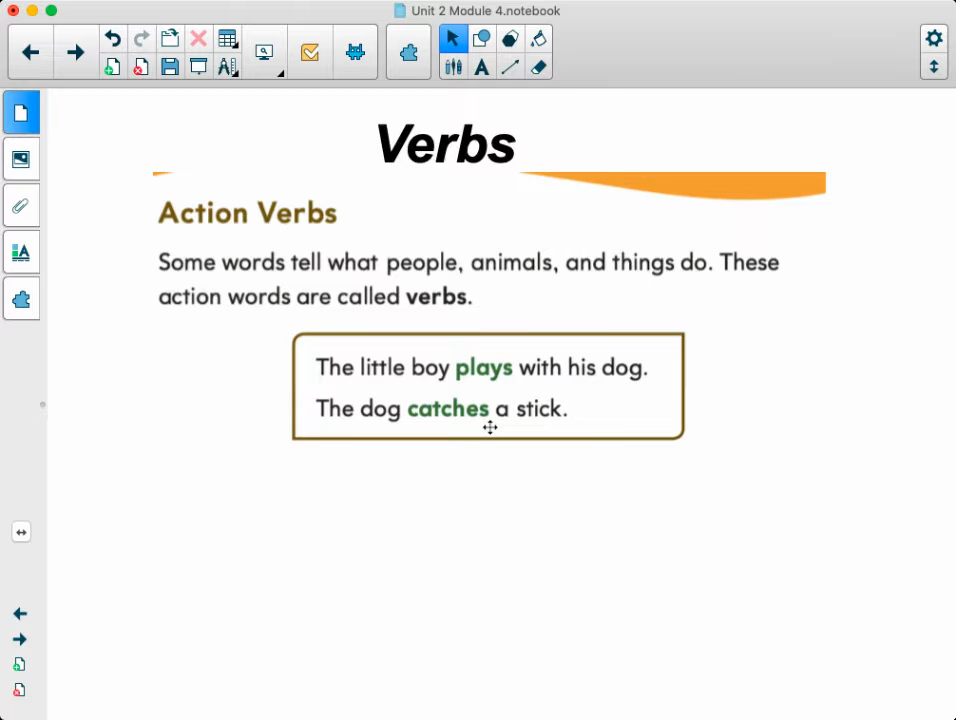 Unit 2 Module 4.notebook
Verbs
Action Verbs
Some words tell what people, animals, and things do. These
action words are called verbs.
The little boy plays with his dog.
The dog catches a stick.